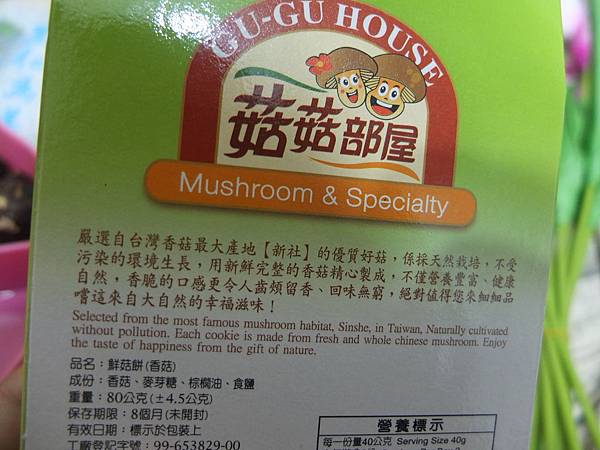 GU-GU HOUSE
菇菇部屋
Mushroom & Specialty
嚴選自台灣香菇最大產地【新社】的優質好菇，係採天然栽培，不受
污染的環境生長，用新鮮完整的香菇精心製成，不僅營養豐富、健康
自然，香脆的口感更令人齒頰留香、回味無窮，絕對值得您來細細品
嚐這來自大自然的幸福滋味！
Selected from the most famous mushroom habitat, Sinshe, in Taiwan, Naturally cultivated
without pollution. Each cookie is made from fresh and whole chinese mushroom. Enjoy
the taste of happiness from the gift of nature.
品名：鮮菇餅(香菇)
成份：香菇、麥芽糖、棕櫚油、食鹽
重量：80公克(±4.5公克)
保存期限：8個月(未開封)
有效日期：標示於包裝上
工廠登記字號：99-653829-00
營養標示
每一份量40公克 Serving Size 40g